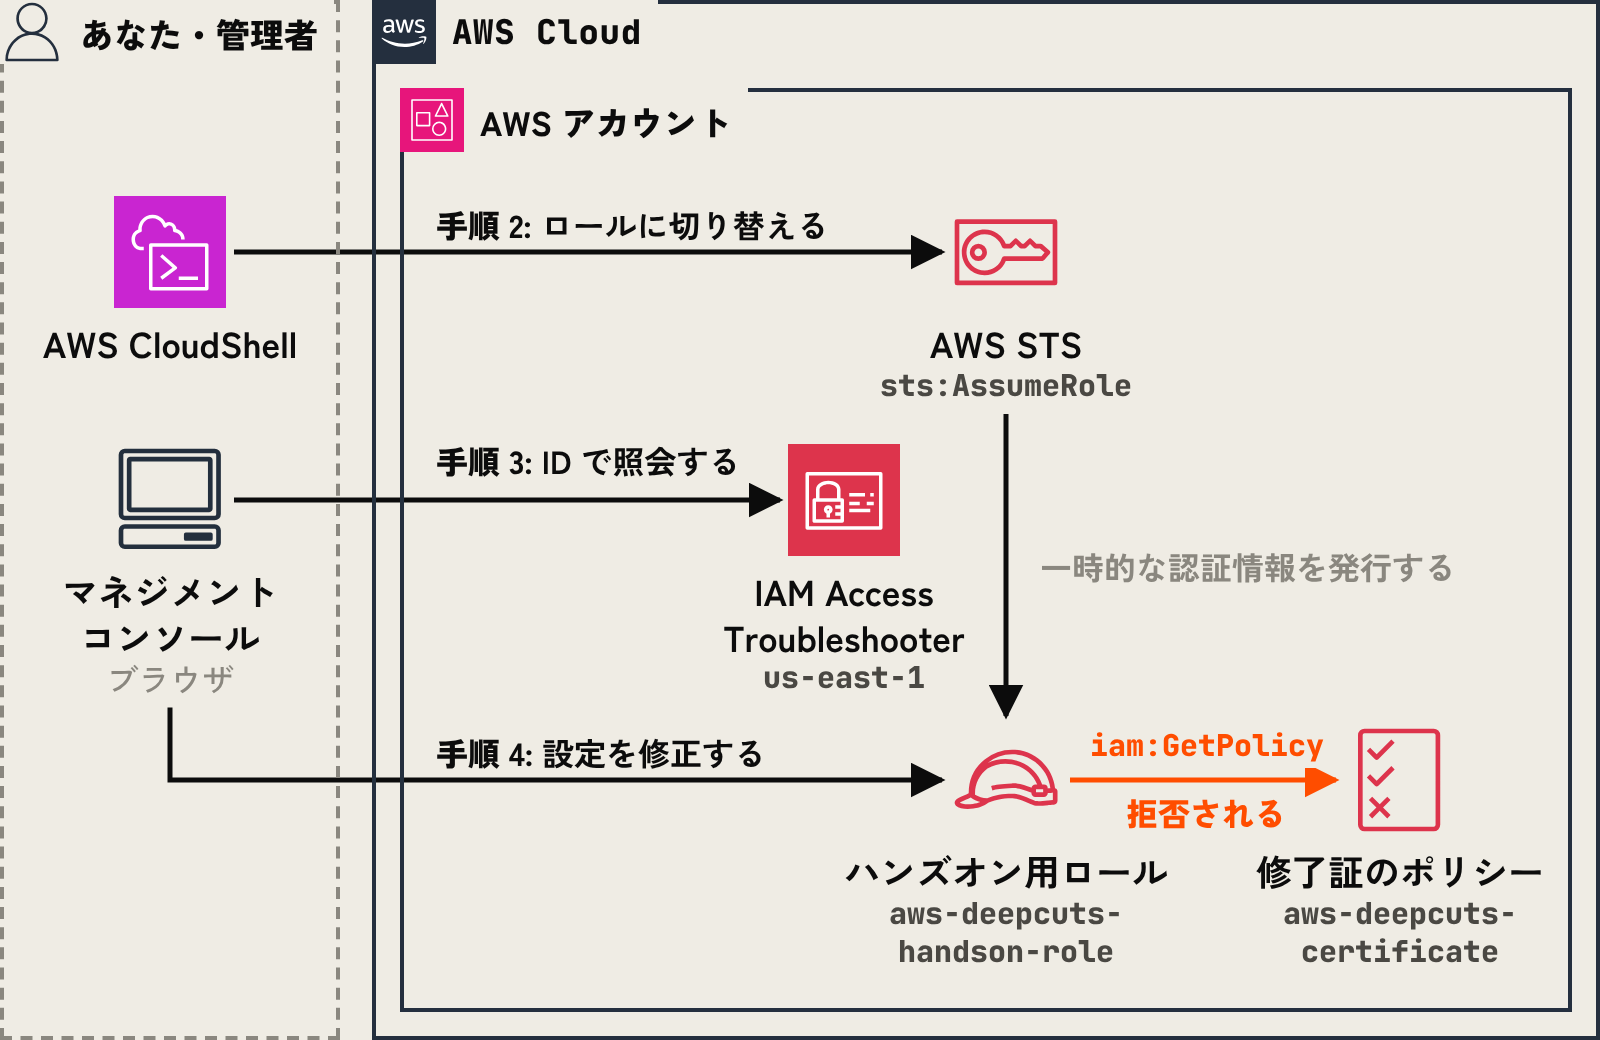 あなた・管理者
aws
AWS Cloud
AWS アカウント
手順 2: ロールに切り替える
AWS CloudShell
AWS STS
sts:AssumeRole
手順 3: ID で照会する
マネジメント
コンソール
ブラウザ
IAM Access
Troubleshooter
us-east-1
一時的な認証情報を発行する
手順 4: 設定を修正する
iam:GetPolicy
拒否される
ハンズオン用ロール
aws-deepcuts-
handson-role
修了証のポリシー
aws-deepcuts-
certificate